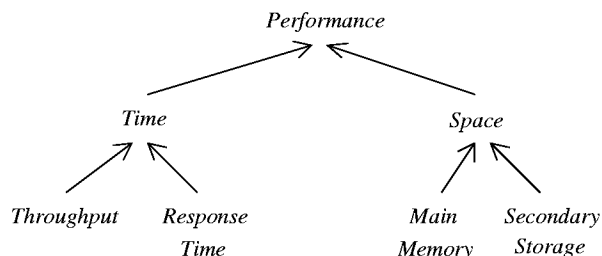 Performance
Time
Space
Throughput
Response
Time
Main
Memory
Secondary
Storage